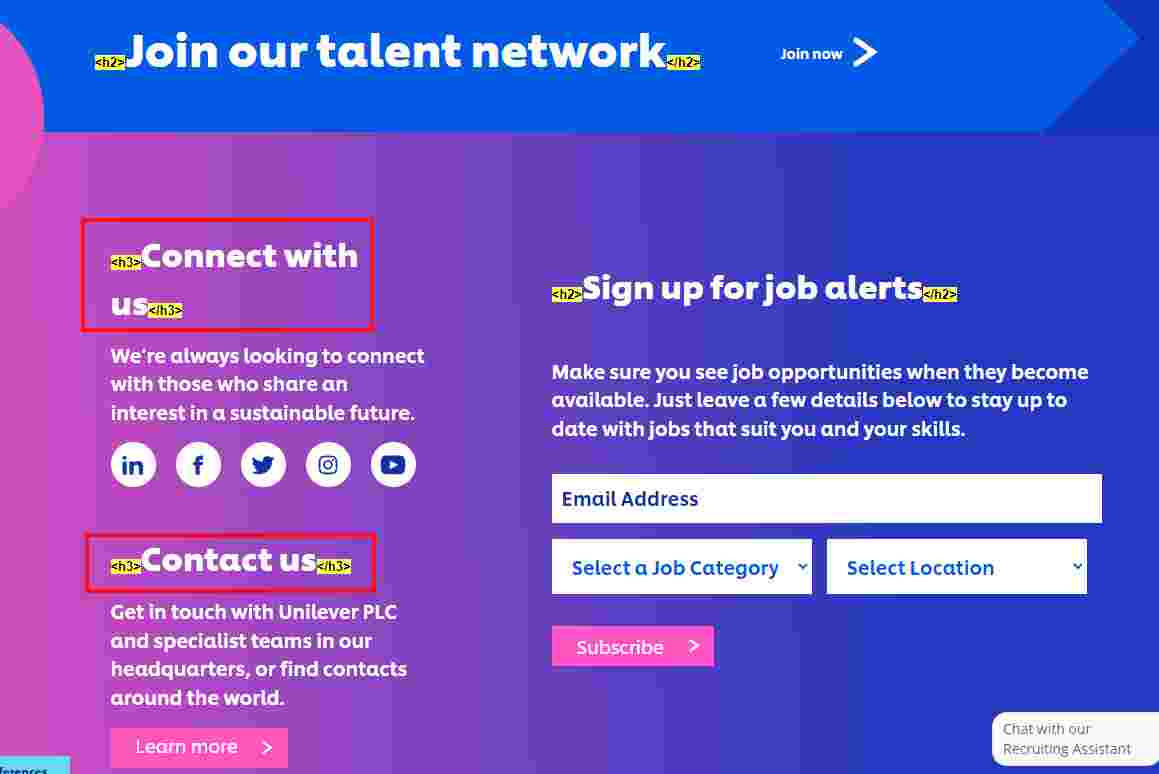 <h2>Join our talent network</h2>
Join now
<h3>Connect with
us</h3>
We're always looking to connect
with those who share an
interest in a sustainable future.
in f
<h3>Contact us</h3>
Get in touch with Unilever PLC
and specialist teams in our
headquarters, or find contacts
around the world.
Learn more
<h2>Sign up for job alerts</h2>
Make sure you see job opportunities when they become
available. Just leave a few details below to stay up to
date with jobs that suit you and your skills.
Email Address
Select a Job Category
Select Location
Subscribe
Chat with our
Recruiting Assistant